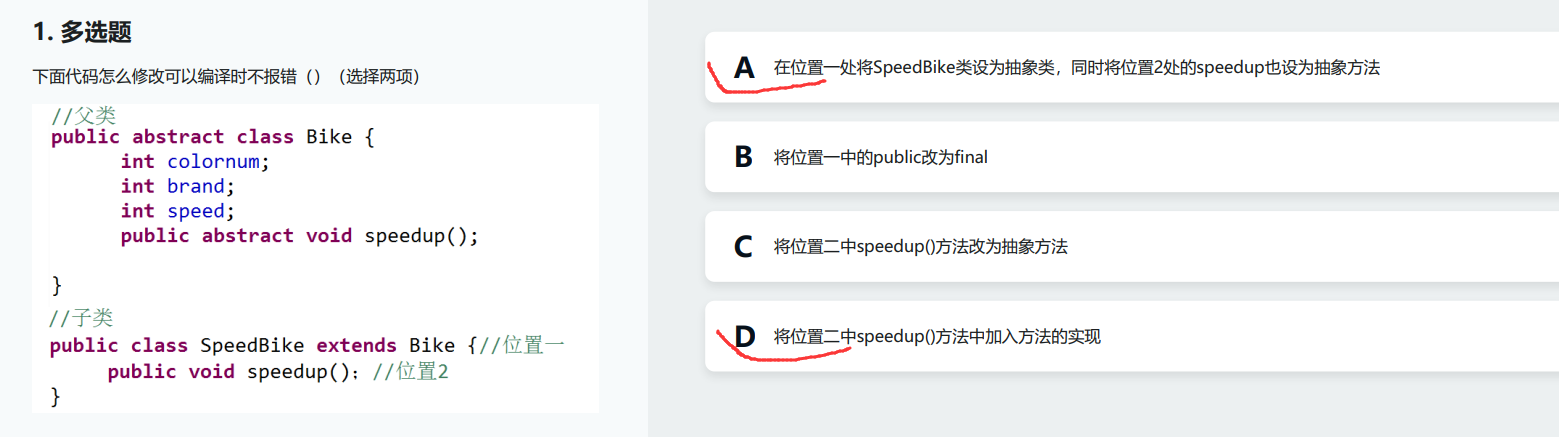 1. 多选题
下面代码怎么修改可以编译时不报错（）（选择两项）
//父类
public abstract class Bike {
int colornum;
int brand;
int speed;
public abstract void speedup();
}
//子类
public class SpeedBike extends Bike {//位置一
public void speedup(); //位置2
}
A 在位置一处将SpeedBike类设为抽象类，同时将位置2处的speedup也设为抽象方法
B 将位置一中的public改为final
C 将位置二中speedup()方法改为抽象方法
D 将位置二中speedup()方法中加入方法的实现